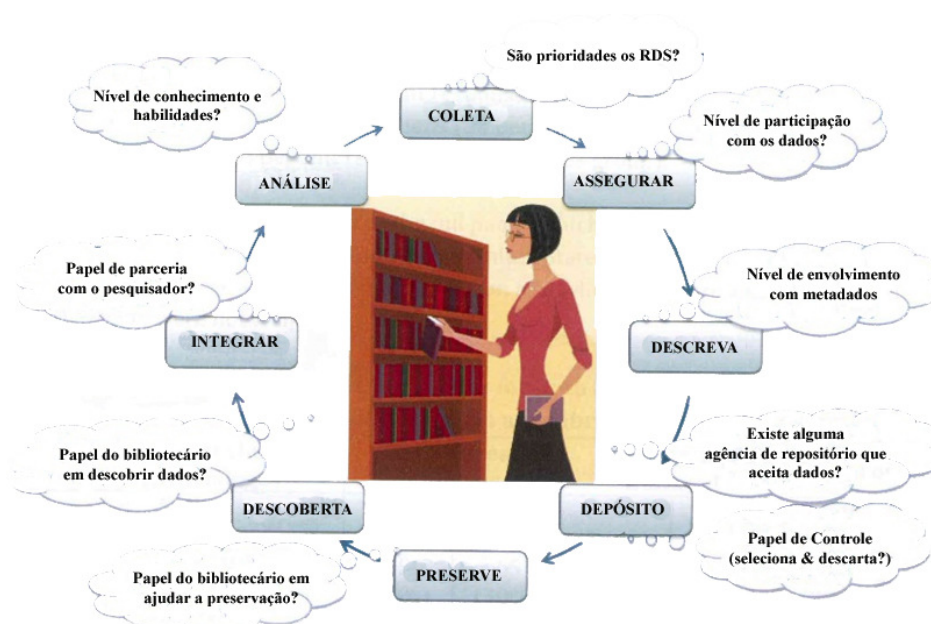 São prioridades os RDS?
COLETA
Nível de participação
com os dados?
ASSEGURAR
Nível de envolvimento
com metadados
DESCREVA
Existe alguma
agência de repositório que
aceita dados?
DEPÓSITO
Papel de Controle
(seleciona & descarta?)
PRESERVE
Papel do bibliotecário em
ajudar a preservação?
DESCOBERTA
Papel do bibliotecário
em descobrir dados?
INTEGRAR
Papel de parceria
com o pesquisador?
ANÁLISE
Nível de conhecimento e
habilidades?